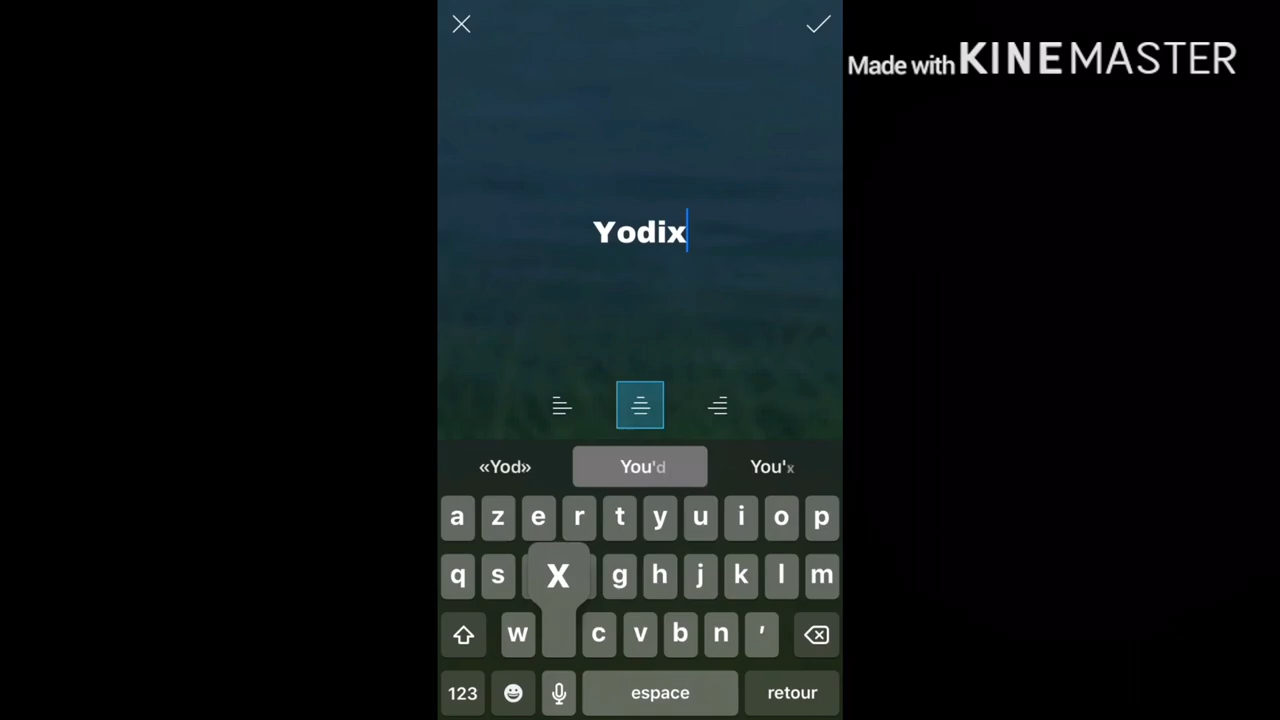 Made with KINEMASTER
Yodix
«Yod» You'd You'x
a z e r t y u i o p
q s X g h j k l m
w c v b n '
123 espace retour